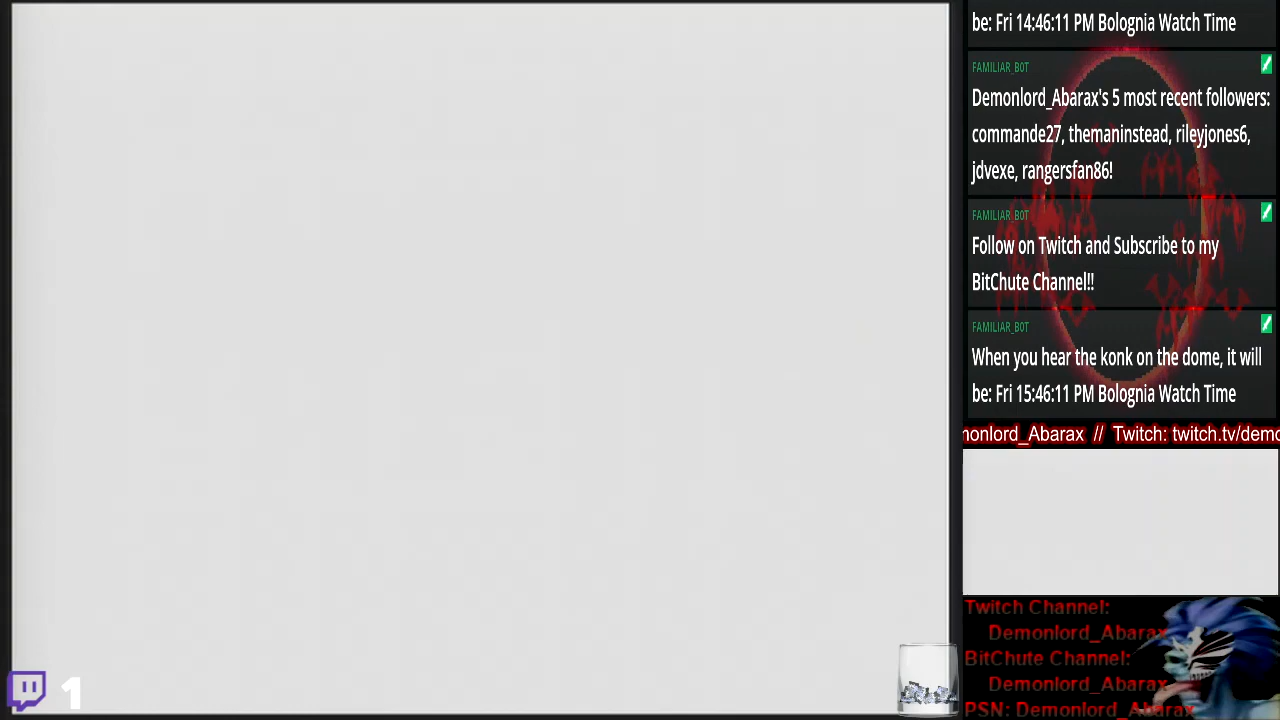 be: Fri 14:46:11 PM Bolognia Watch Time
FAMILIAR_BOT
Demonlord_Abarax's 5 most recent followers:
commande27, themaninstead, rileyjones6,
jdvexe, rangersfan86!
FAMILIAR_BOT
Follow on Twitch and Subscribe to my
BitChute Channel!!
FAMILIAR_BOT
When you hear the konk on the dome, it will
be: Fri 15:46:11 PM Bolognia Watch Time
monlord_Abarax // Twitch: twitch.tv/demo
Twitch Channel:
Demonlord_Abarax
BitChute Channel:
Demonlord_Abarax
PSN: Demonlord_Abarax
1